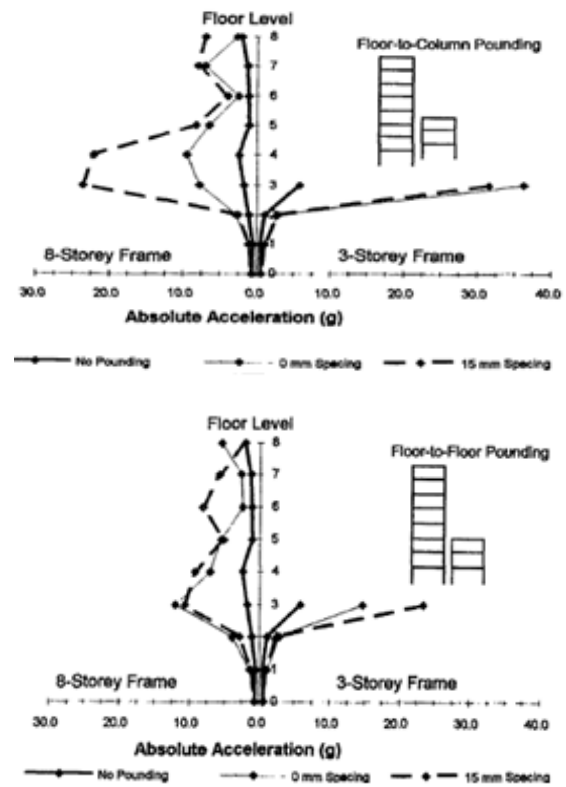 Floor Level
Floor-to-Column Pounding
8
7
6
5
4
3
2
1
0
8-Storey Frame
3-Storey Frame
30.0 20.0 10.0 0.0 10.0 20.0 30.0 40.0
Absolute Acceleration (g)
No Pounding
0 mm Spacing
15 mm Spacing
Floor Level
Floor-to-Floor Pounding
8
7
6
5
4
3
2
1
0
8-Storey Frame
3-Storey Frame
30.0 20.0 10.0 0.0 10.0 20.0 30.0 40.0
Absolute Acceleration (g)
No Pounding
0 mm Spacing
15 mm Spacing